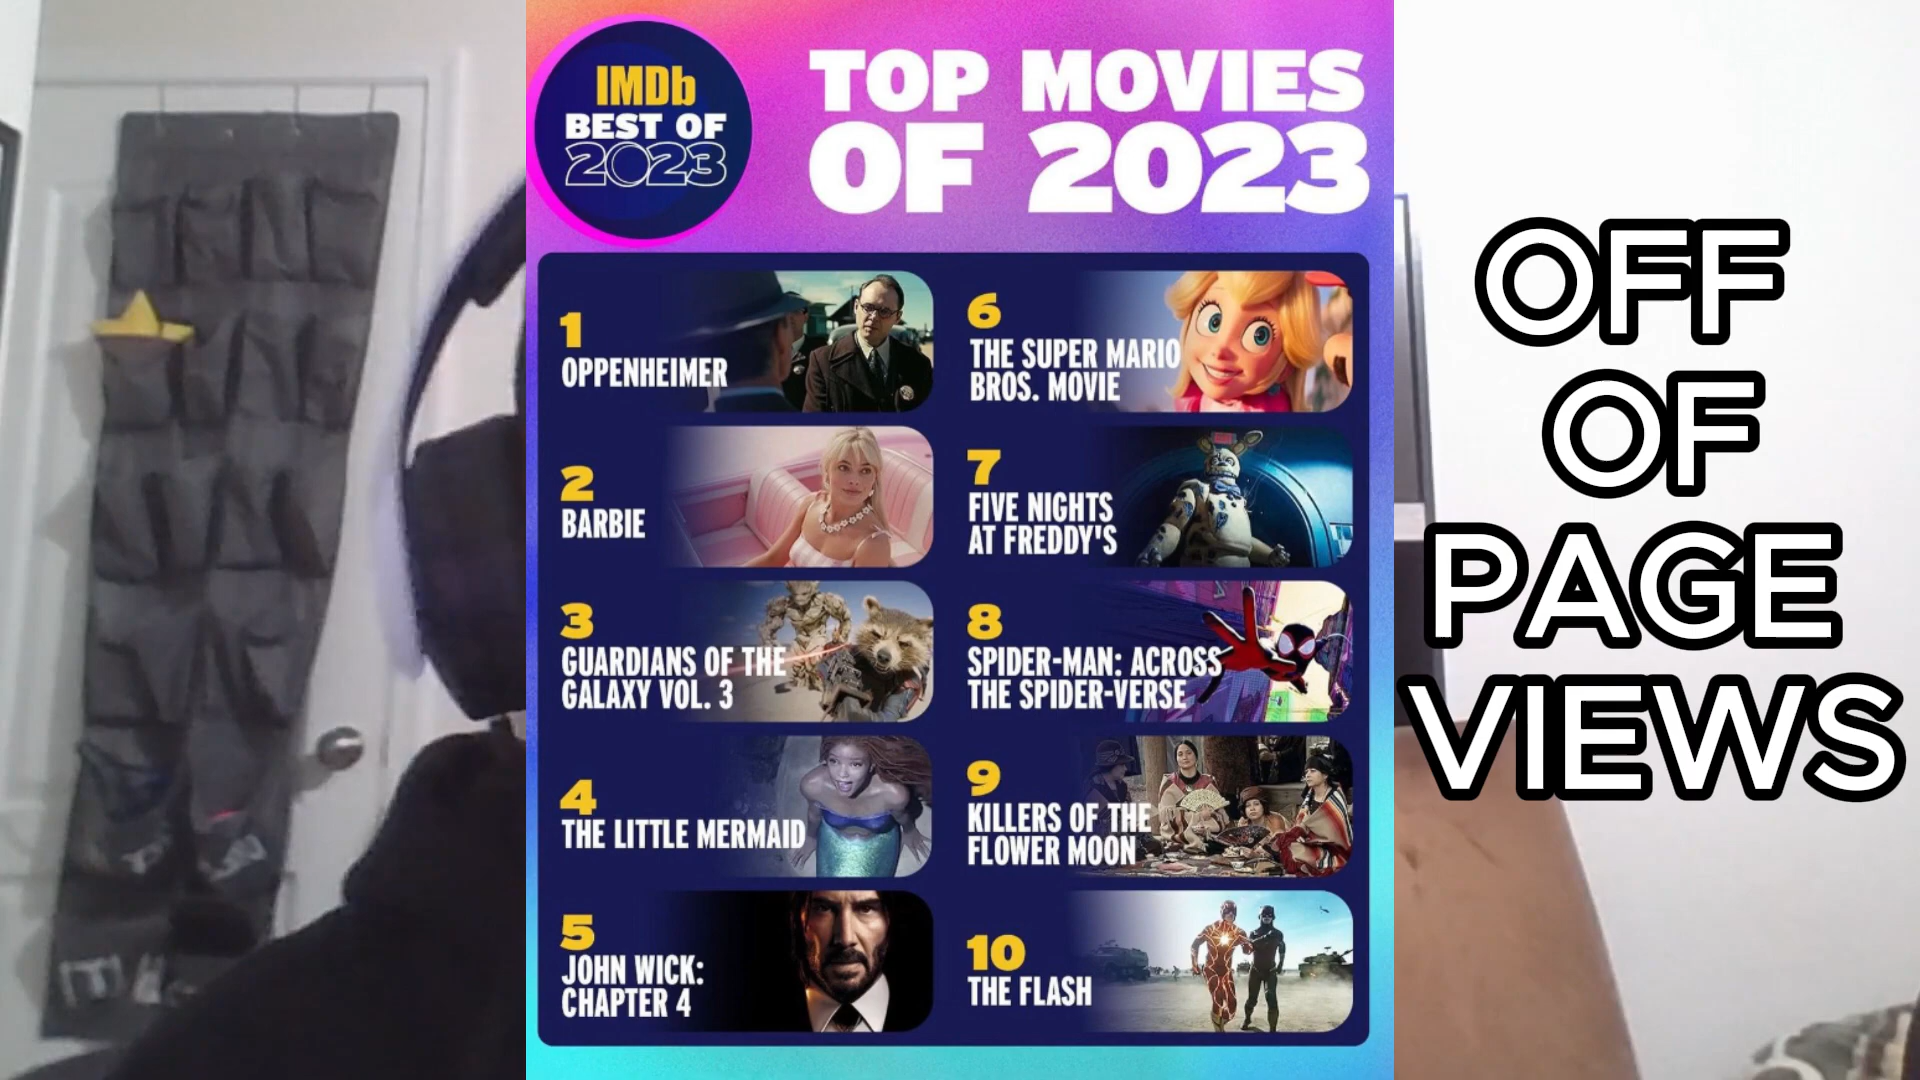 IMDb
BEST OF
2023
TOP MOVIES
OF 2023
1
OPPENHEIMER
2
BARBIE
3
GUARDIANS OF THE
GALAXY VOL. 3
4
THE LITTLE MERMAID
5
JOHN WICK:
CHAPTER 4
6
THE SUPER MARIO
BROS. MOVIE
7
FIVE NIGHTS
AT FREDDY'S
8
SPIDER-MAN: ACROSS
THE SPIDER-VERSE
9
KILLERS OF THE
FLOWER MOON
10
THE FLASH
OFF
OF
PAGE
VIEWS